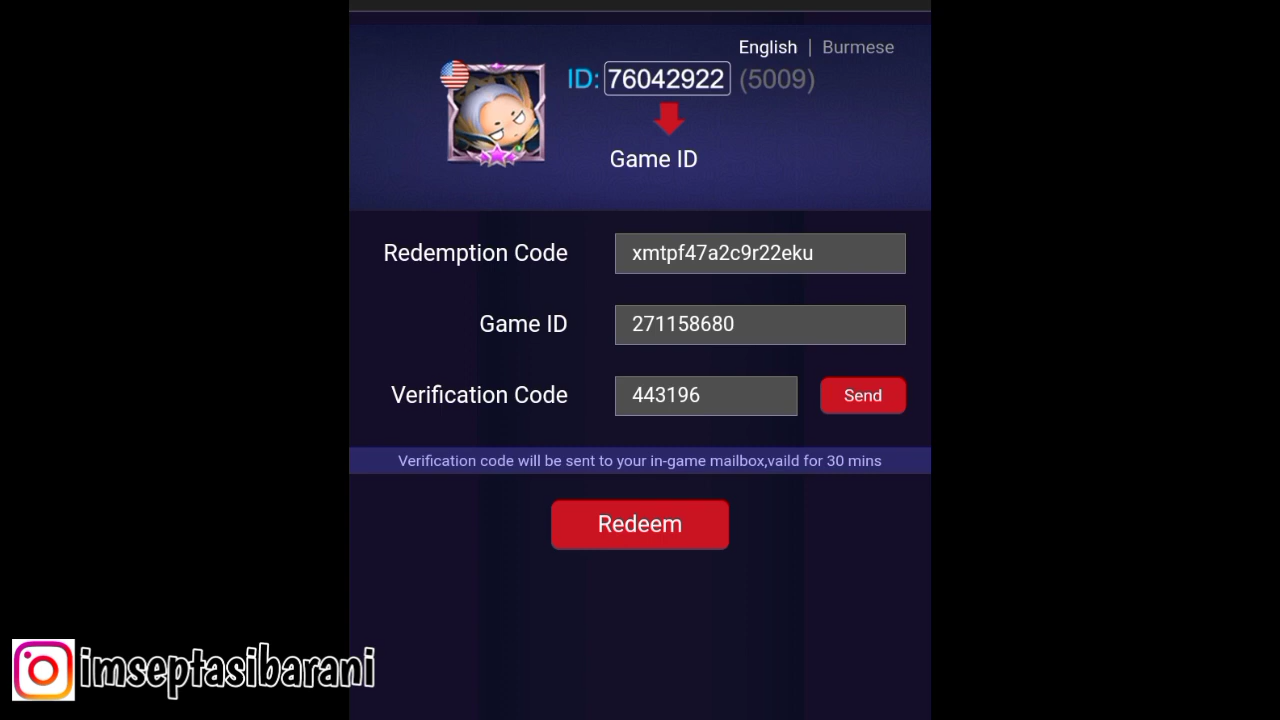 English | Burmese
ID: 76042922 (5009)
Game ID
Redemption Code xmtpf47a2c9r22eku
Game ID 271158680
Verification Code 443196 Send
Verification code will be sent to your in-game mailbox,vaild for 30 mins
Redeem
imseptasibarani